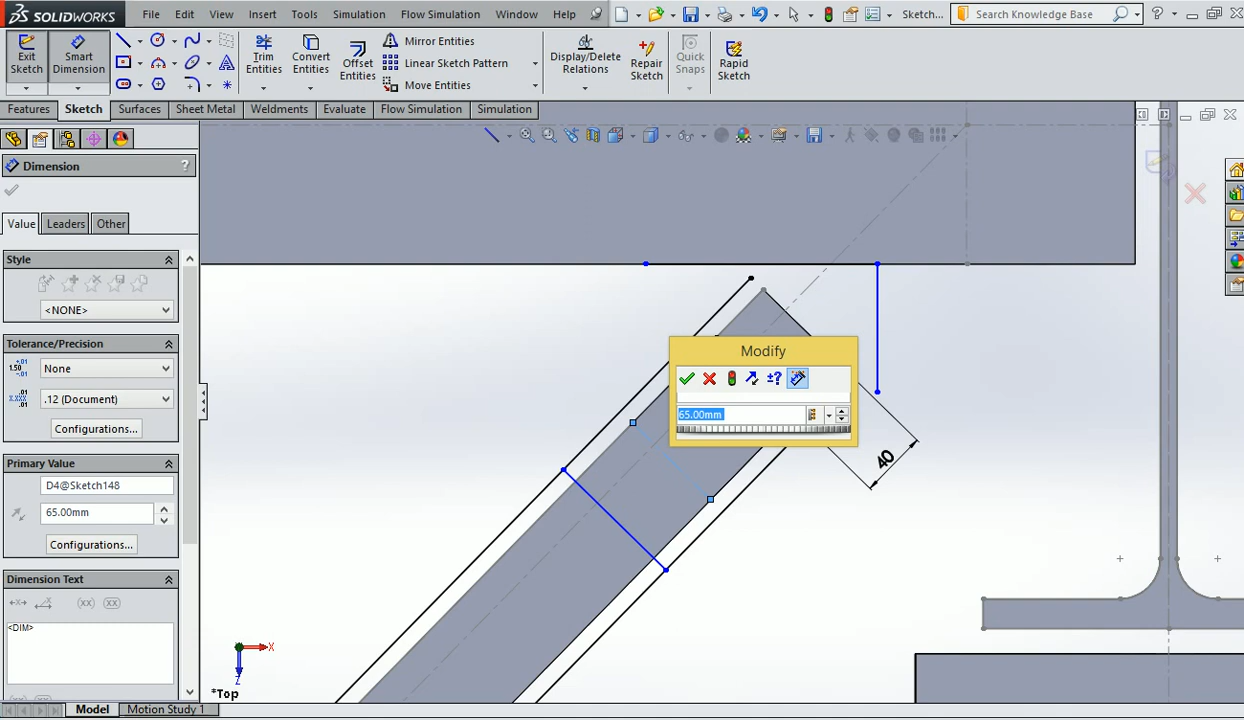 SOLIDWORKS File Edit View Insert Tools Simulation Flow Simulation Window Help Sketch... Search Knowledge Base
Exit Sketch
Smart Dimension
Trim Entities
Convert Entities
Offset Entities
Mirror Entities
Linear Sketch Pattern
Move Entities
Display/Delete Relations
Repair Sketch
Quick Snaps
Rapid Sketch
Features Sketch Surfaces Sheet Metal Weldments Evaluate Flow Simulation Simulation
Dimension ?
Value Leaders Other
Style
<NONE>
Tolerance/Precision
None
.12 (Document)
Configurations...
Primary Value
D4@Sketch148
65.00mm
Configurations...
Dimension Text
<DIM>
Modify
65.00mm
40
X
Z
*Top
Model Motion Study 1